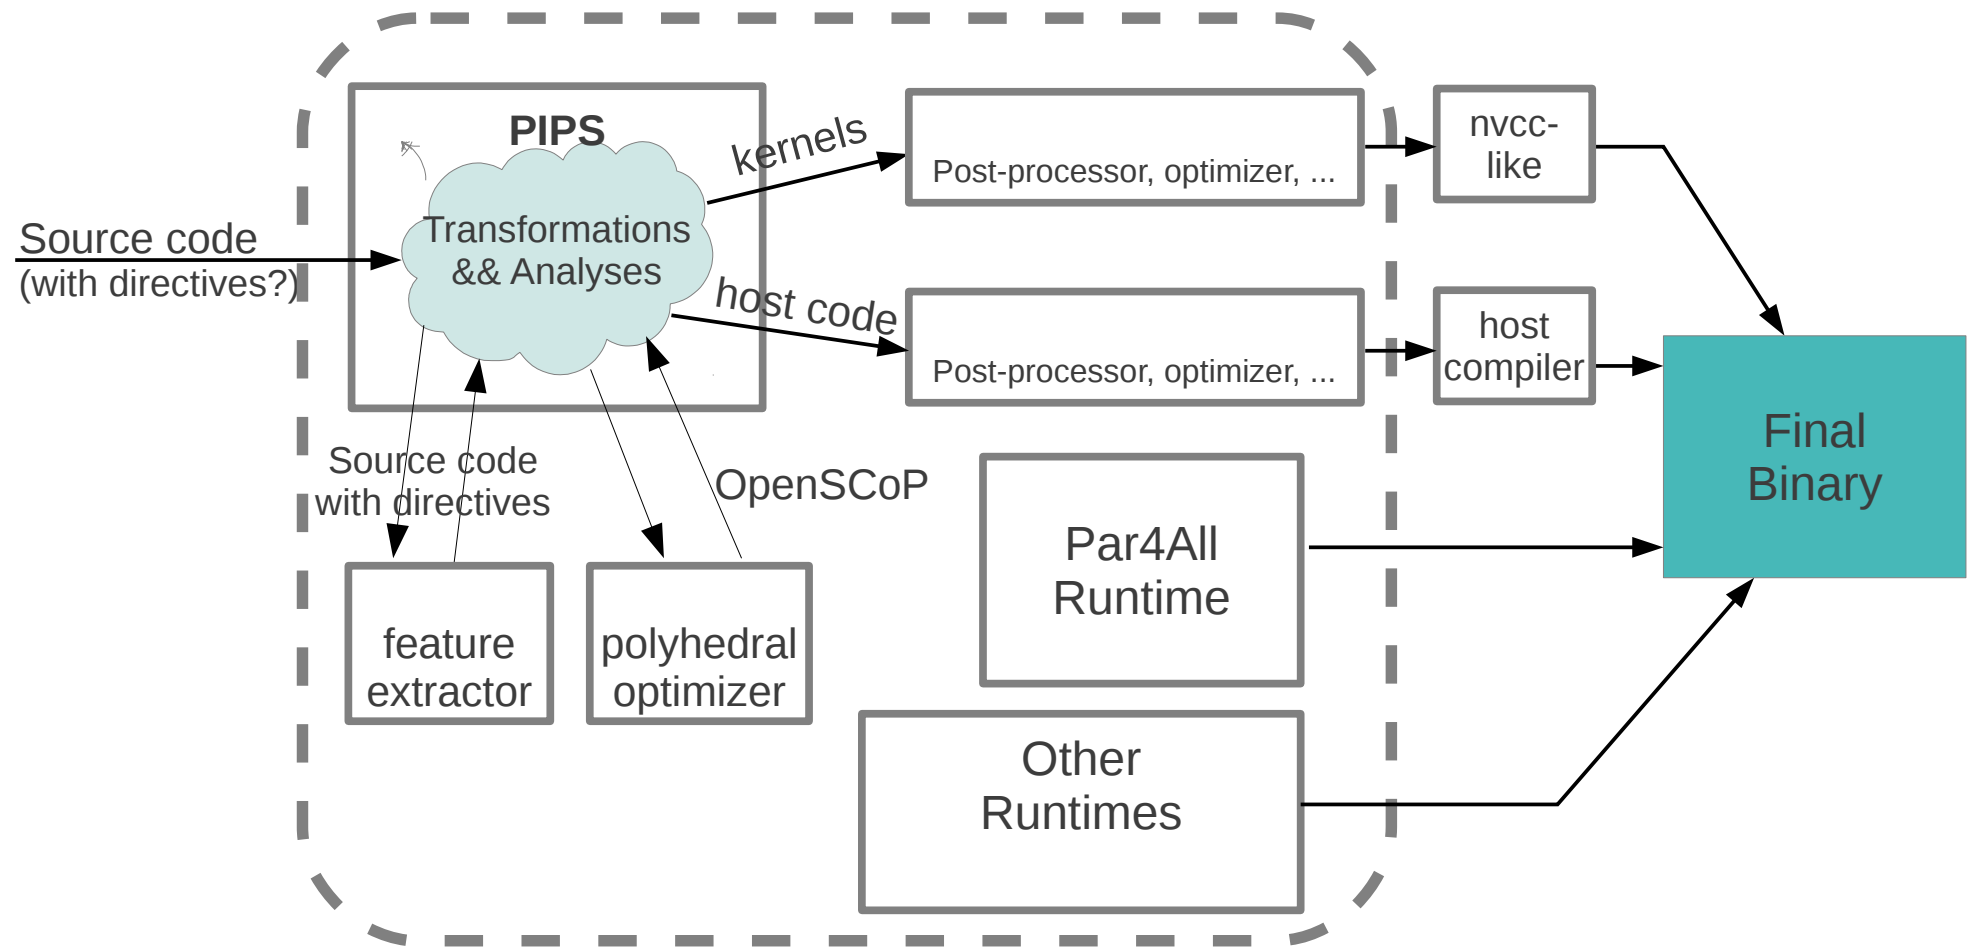 PIPS
kernels
nvcc-
like
Post-processor, optimizer, ...
Source code
(with directives?)
Transformations
&& Analyses
host code
host
compiler
Post-processor, optimizer, ...
Final
Binary
Source code
with directives
OpenSCoP
Par4All
Runtime
feature
extractor
polyhedral
optimizer
Other
Runtimes